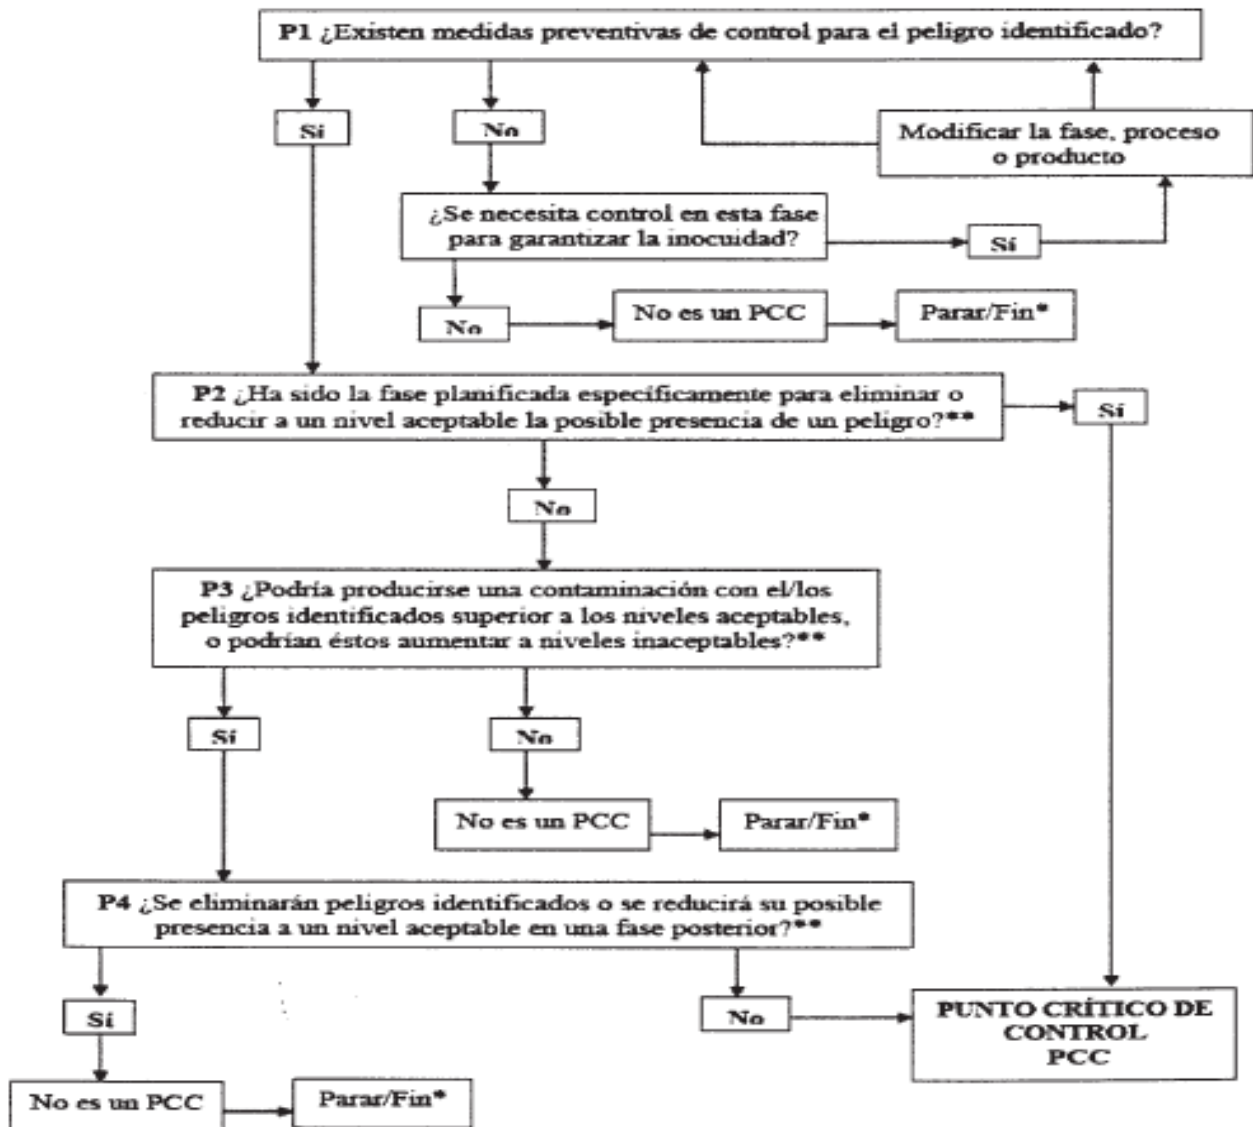 P1 ¿Existen medidas preventivas de control para el peligro identificado?
Sí
No
Modificar la fase, proceso
o producto
¿Se necesita control en esta fase
para garantizar la inocuidad?
Sí
No
No es un PCC
Parar/Fin*
P2 ¿Ha sido la fase planificada específicamente para eliminar o
reducir a un nivel aceptable la posible presencia de un peligro?**
Sí
No
P3 ¿Podría producirse una contaminación con el/los
peligros identificados superior a los niveles aceptables,
o podrían éstos aumentar a niveles inaceptables?**
Sí
No
No es un PCC
Parar/Fin*
P4 ¿Se eliminarán peligros identificados o se reducirá su posible
presencia a un nivel aceptable en una fase posterior?**
Sí
No
PUNTO CRÍTICO DE
CONTROL
PCC
No es un PCC
Parar/Fin*